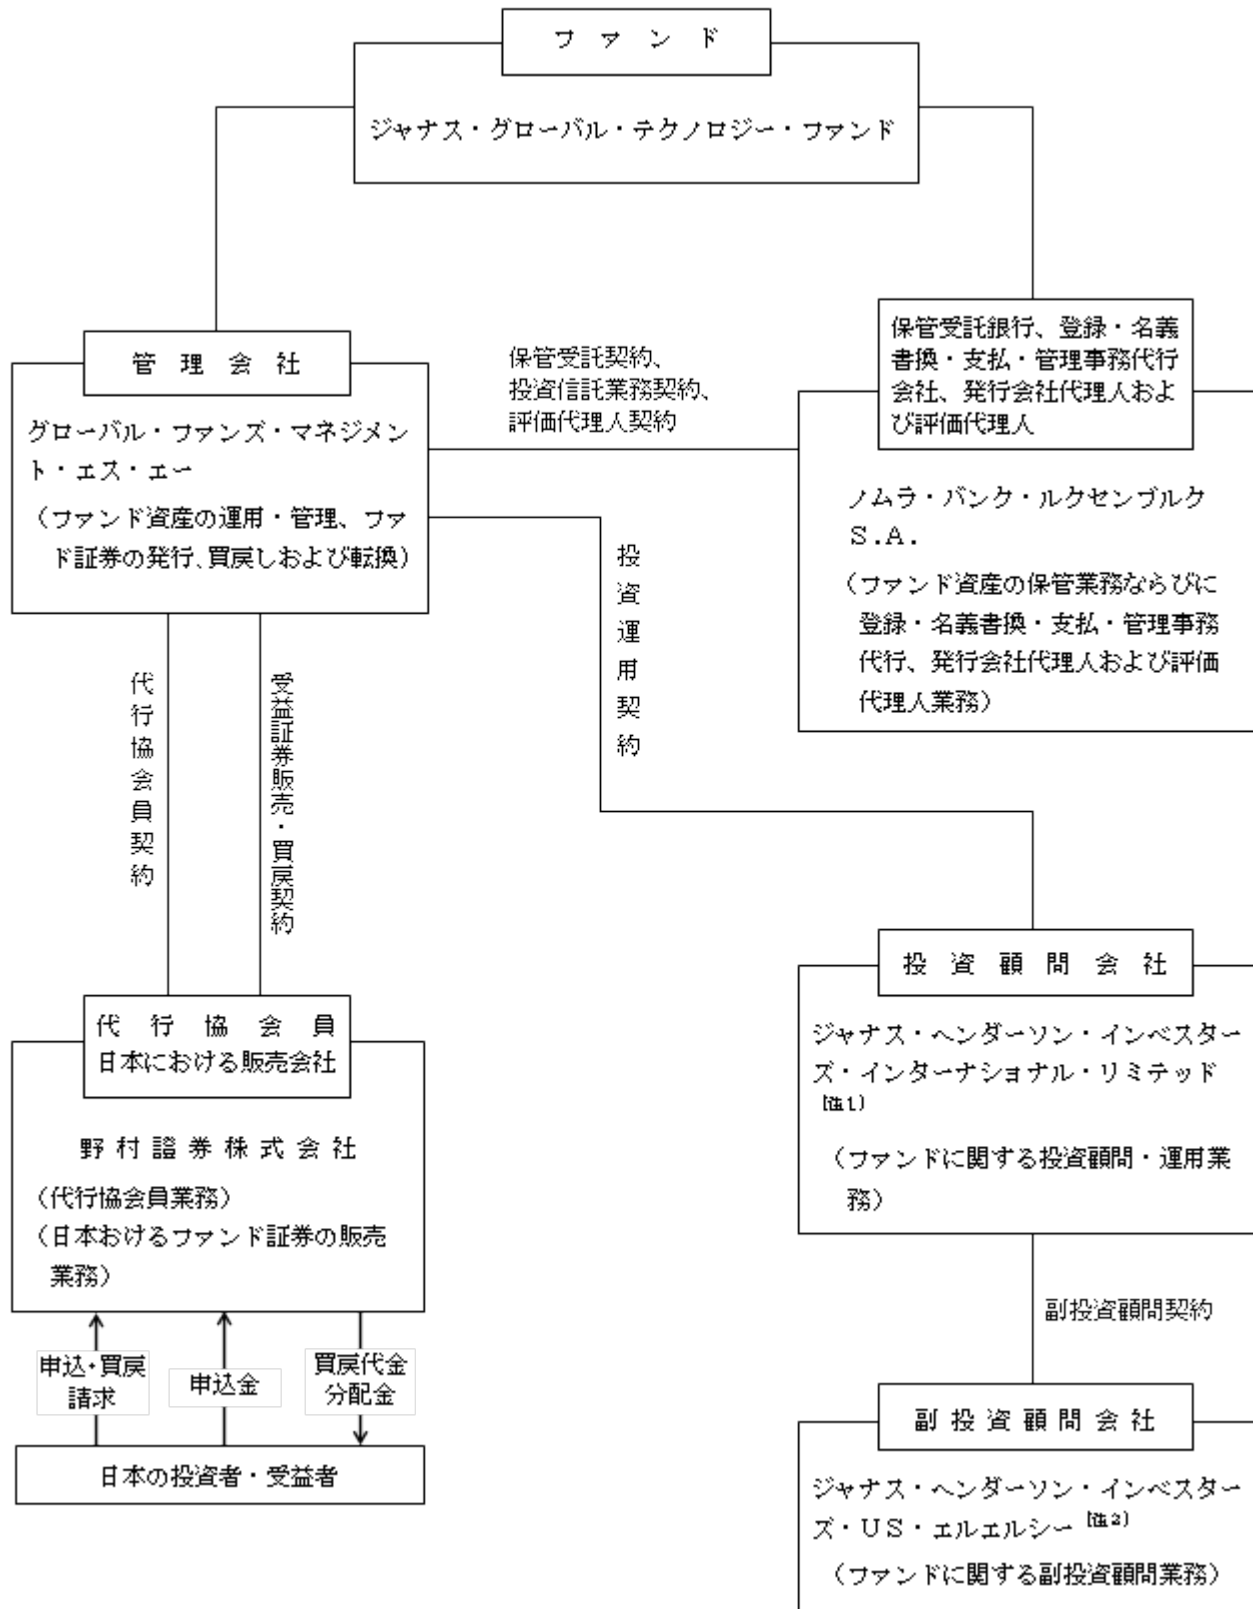 ファンド
ジャナス・グローバル・テクノロジー・ファンド
管理会社
グローバル・ファンズ・マネジメン
ト・エス・エー
（ファンド資産の運用・管理、ファ
ド証券の発行、買戻しおよび転換）
保管受託契約、
投資信託業務契約、
評価代理人契約
保管受託銀行、登録・名義
書換・支払・管理事務代行
会社、発行会社代理人およ
び評価代理人
ノムラ・バンク・ルクセンブルク
Ｓ.Ａ.
（ファンド資産の保管業務ならびに
登録・名義書換・支払・管理事務
代行、発行会社代理人および評価
代理人業務）
投資運用契約
代行協会員契約
受益証券販売・買戻契約
代行協会員
日本における販売会社
野村證券株式会社
（代行協会員業務）
（日本おけるファンド証券の販売
業務）
申込・買戻
請求
申込金
買戻代金
分配金
日本の投資者・受益者
投資顧問会社
ジャナス・ヘンダーソン・インベスター
ズ・インターナショナル・リミテッド
（注１）
（ファンドに関する投資顧問・運用業
務）
副投資顧問契約
副投資顧問会社
ジャナス・ヘンダーソン・インベスター
ズ・ＵＳ・エルエルシー（注２）
（ファンドに関する副投資顧問業務）